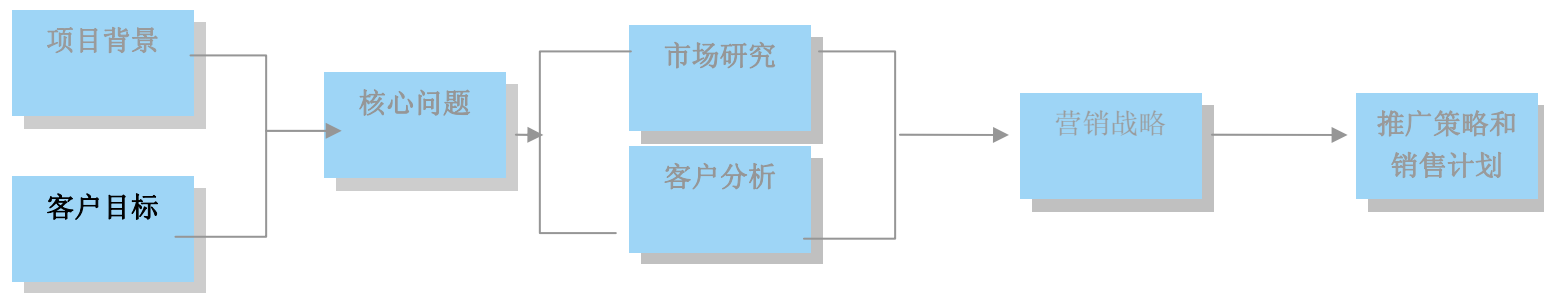 项目背景
客户目标
核心问题
市场研究
客户分析
营销战略
推广策略和
销售计划